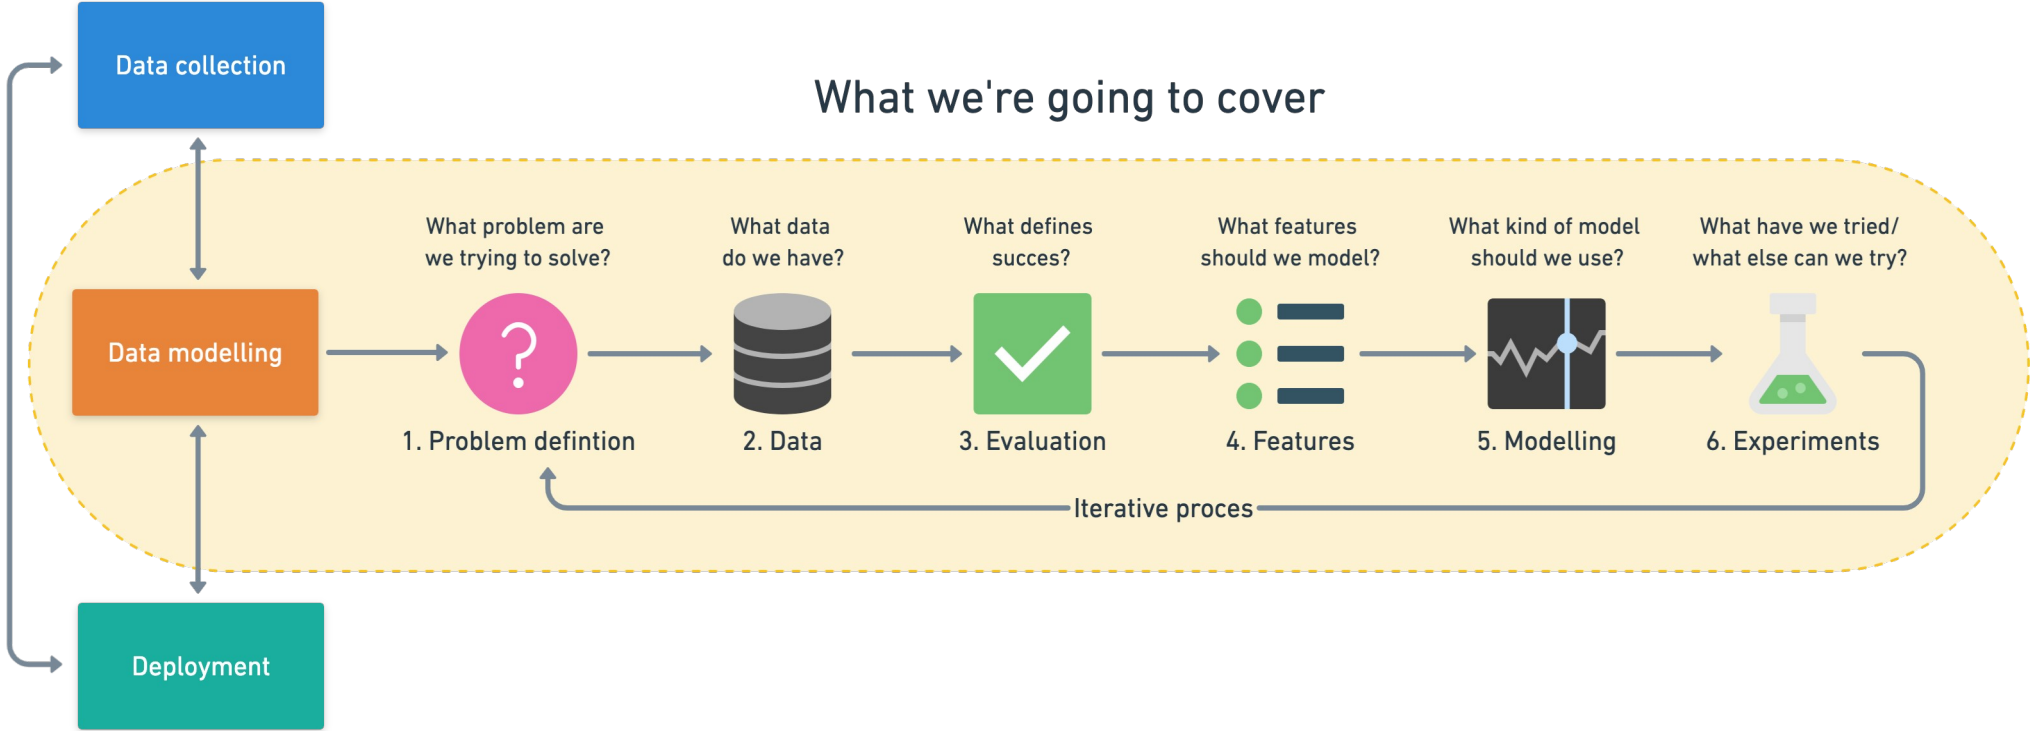 Data collection
What we're going to cover
What problem are
we trying to solve?
What data
do we have?
What defines
succes?
What features
should we model?
What kind of model
should we use?
What have we tried/
what else can we try?
Data modelling
1. Problem defintion
2. Data
3. Evaluation
4. Features
5. Modelling
6. Experiments
Iterative proces
Deployment